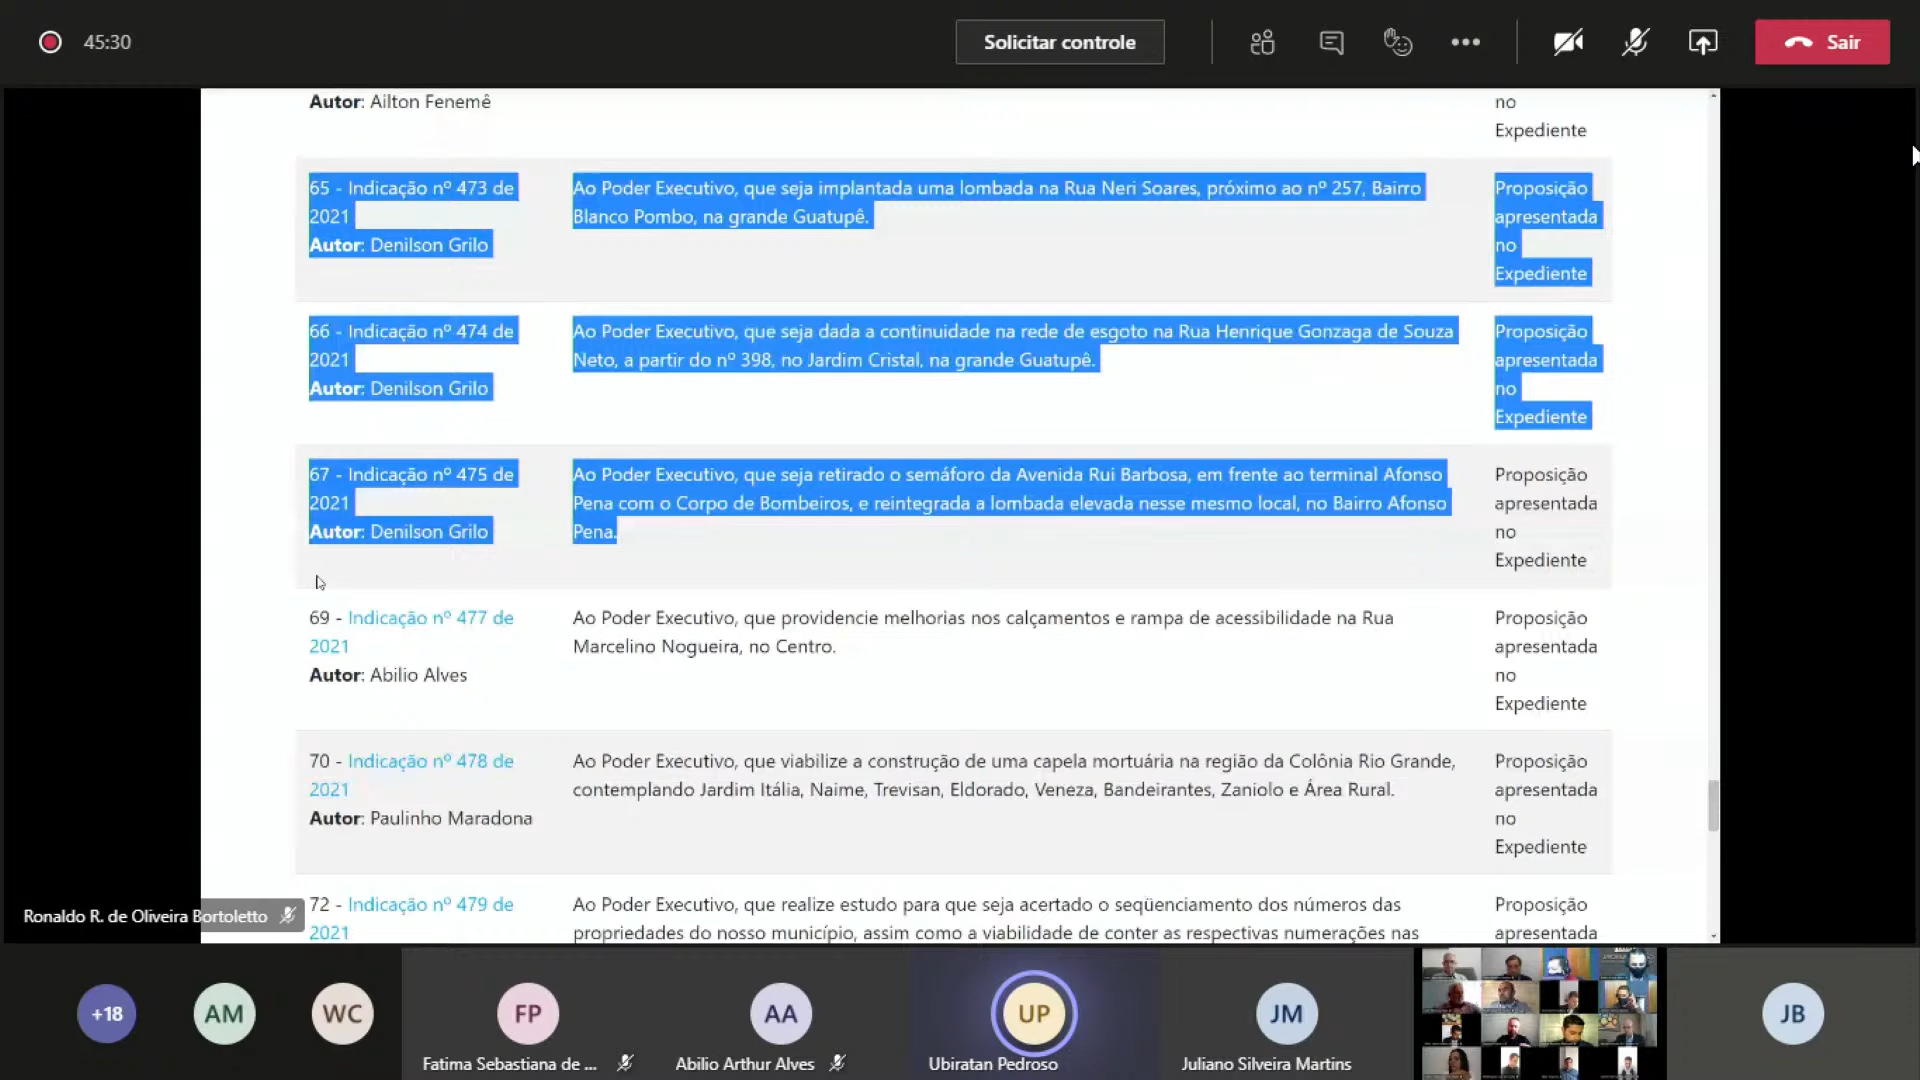 45:30
Solicitar controle
Sair
Autor: Ailton Fenemê
no
Expediente
65 - Indicação nº 473 de
2021
Autor: Denilson Grilo
Ao Poder Executivo, que seja implantada uma lombada na Rua Neri Soares, próximo ao nº 257, Bairro
Blanco Pombo, na grande Guatupê.
Proposição
apresentada
no
Expediente
66 - Indicação nº 474 de
2021
Autor: Denilson Grilo
Ao Poder Executivo, que seja dada a continuidade na rede de esgoto na Rua Henrique Gonzaga de Souza
Neto, a partir do nº 398, no Jardim Cristal, na grande Guatupê.
Proposição
apresentada
no
Expediente
67 - Indicação nº 475 de
2021
Autor: Denilson Grilo
Ao Poder Executivo, que seja retirado o semáforo da Avenida Rui Barbosa, em frente ao terminal Afonso
Pena com o Corpo de Bombeiros, e reintegrada a lombada elevada nesse mesmo local, no Bairro Afonso
Pena.
Proposição
apresentada
no
Expediente
69 - Indicação nº 477 de
2021
Autor: Abilio Alves
Ao Poder Executivo, que providencie melhorias nos calçamentos e rampa de acessibilidade na Rua
Marcelino Nogueira, no Centro.
Proposição
apresentada
no
Expediente
70 - Indicação nº 478 de
2021
Autor: Paulinho Maradona
Ao Poder Executivo, que viabilize a construção de uma capela mortuária na região da Colônia Rio Grande,
contemplando Jardim Itália, Naime, Trevisan, Eldorado, Veneza, Bandeirantes, Zaniolo e Área Rural.
Proposição
apresentada
no
Expediente
72 - Indicação nº 479 de
2021
Ao Poder Executivo, que realize estudo para que seja acertado o seqüenciamento dos números das
propriedades do nosso município, assim como a viabilidade de conter as respectivas numerações nas
Proposição
apresentada
Ronaldo R. de Oliveira Bortoletto
+18
AM
WC
FP
Fatima Sebastiana de ...
AA
Abilio Arthur Alves
UP
Ubiratan Pedroso
JM
Juliano Silveira Martins
JB